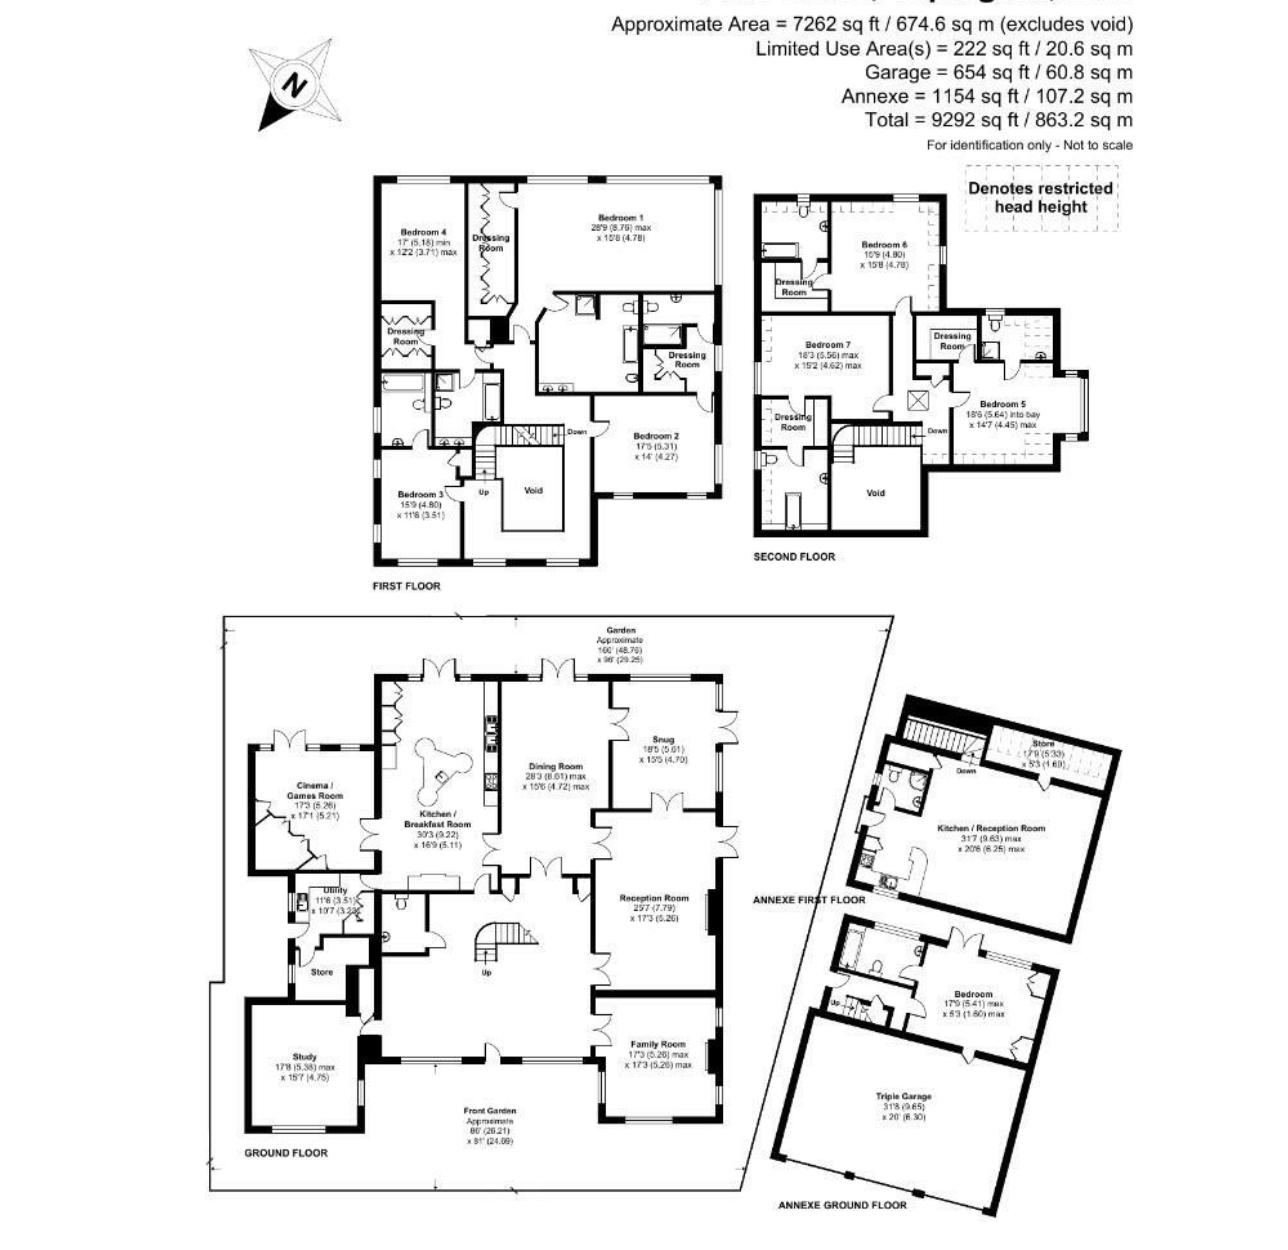 Approximate Area = 7262 sq ft / 674.6 sq m (excludes void)
Limited Use Area(s) = 222 sq ft / 20.6 sq m
Garage = 654 sq ft / 60.8 sq m
Annexe = 1154 sq ft / 107.2 sq m
Total = 9292 sq ft / 863.2 sq m
For identification only - Not to scale
N
Denotes restricted
head height
Bedroom 4
17' (5.18) min
x 12'2 (3.71) max
Dressing
Room
Bedroom 1
28'9 (8.76) max
x 15'8 (4.78)
Dressing
Room
Dressing
Room
Bedroom 2
17'5 (5.31)
x 14' (4.27)
Down
Up
Void
Bedroom 3
15'9 (4.80)
x 11'6 (3.51)
FIRST FLOOR
Bedroom 6
15'9 (4.80)
x 15'8 (4.78)
Dressing
Room
Bedroom 7
18'3 (5.56) max
x 15'2 (4.62) max
Dressing
Room
Dressing
Room
Bedroom 5
18'6 (5.64) into bay
x 14'7 (4.45) max
Down
Void
SECOND FLOOR
Garden
Approximate
160' (48.76)
x 96' (29.25)
Cinema /
Games Room
17'3 (5.26)
x 17'1 (5.21)
Kitchen /
Breakfast Room
30'3 (9.22)
x 16'9 (5.11)
Dining Room
28'3 (8.61) max
x 15'6 (4.72) max
Snug
18'5 (5.61)
x 15'5 (4.70)
Utility
11'6 (3.51)
x 10'7 (3.23)
Store
Up
Reception Room
25'7 (7.79)
x 17'3 (5.26)
Family Room
17'3 (5.26) max
x 17'3 (5.26) max
Study
17'8 (5.38) max
x 15'7 (4.75)
Front Garden
Approximate
86' (26.21)
x 81' (24.69)
GROUND FLOOR
Store
17'9 (5.33)
x 5'3 (1.60)
Down
Kitchen / Reception Room
31'7 (9.63) max
x 20'6 (6.25) max
ANNEXE FIRST FLOOR
Bedroom
17'9 (5.41) max
x 5'3 (1.60) max
Up
Triple Garage
31'8 (9.65)
x 20' (6.30)
ANNEXE GROUND FLOOR